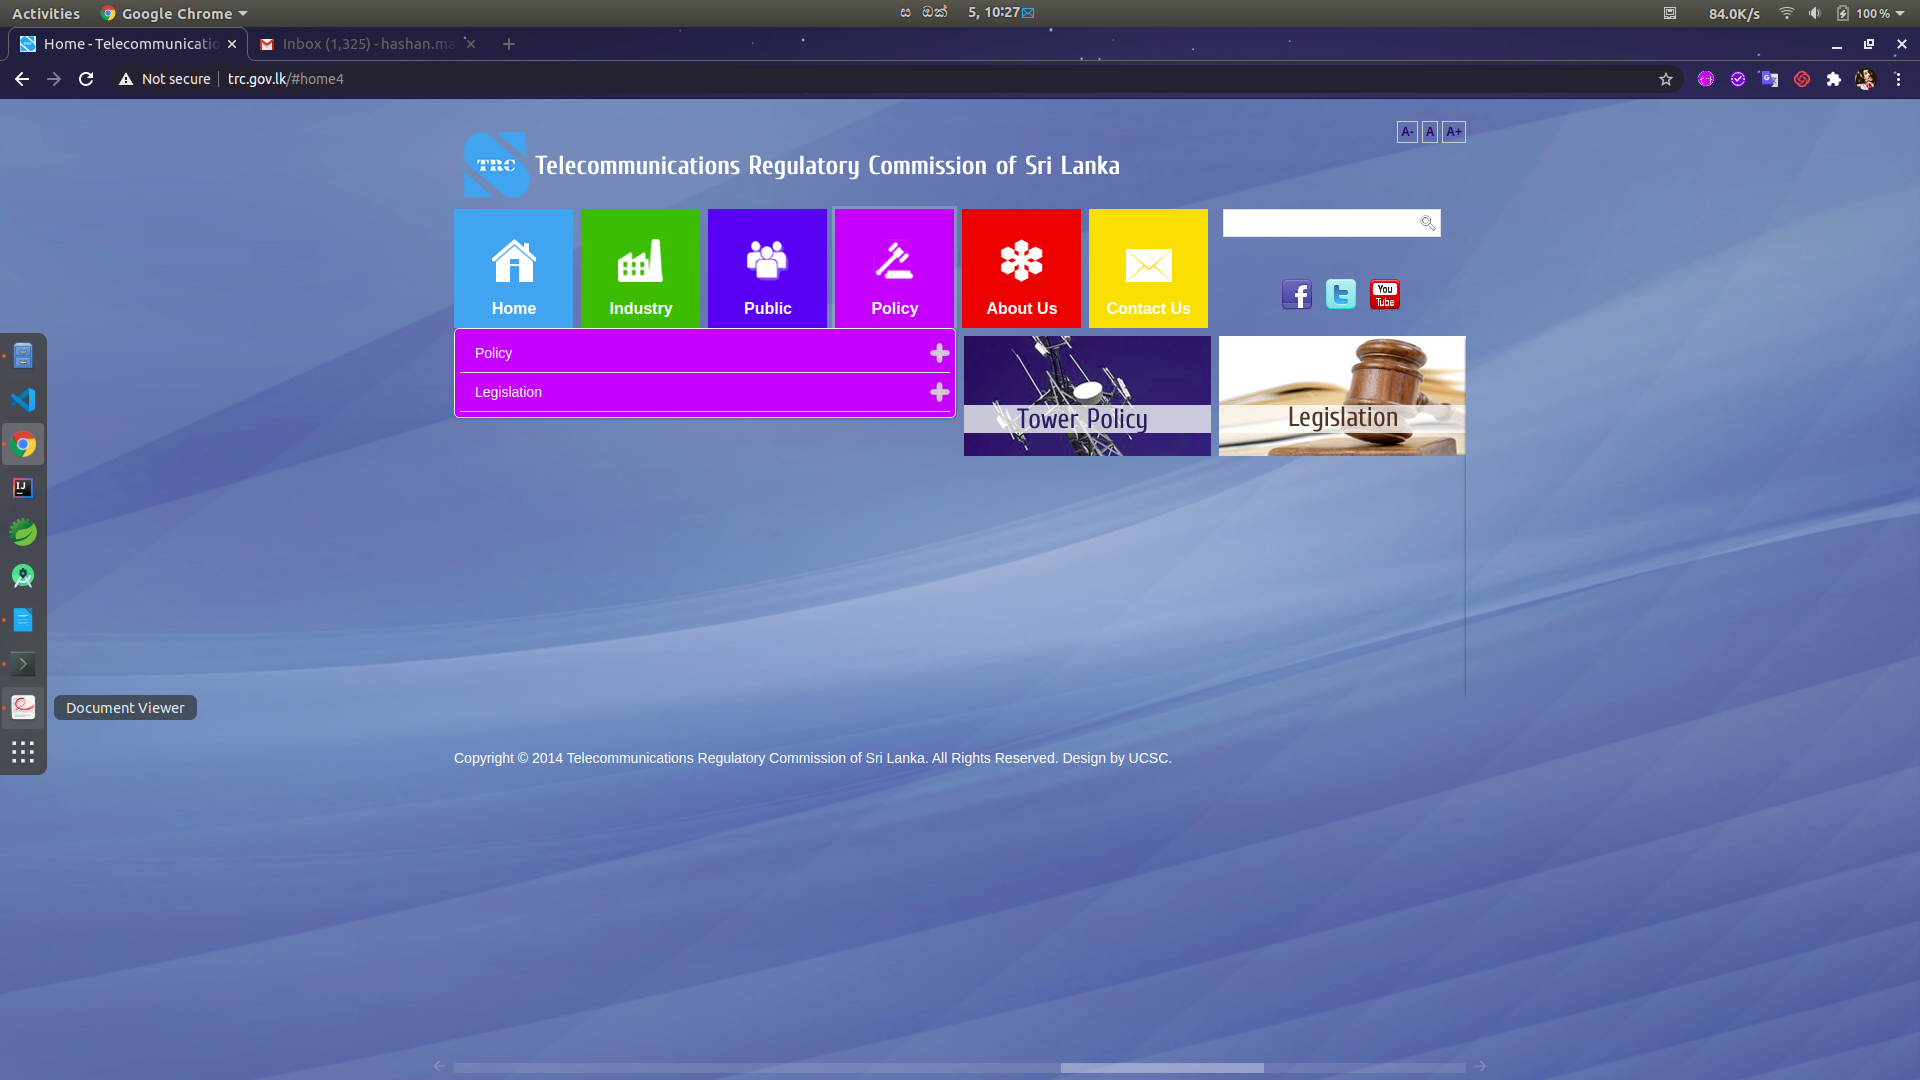 Activities
Google Chrome
ස ඔක් 5, 10:27
84.0K/s
100 %
Home - Telecommunicatio
Inbox (1,325) - hashan.ma
Not secure
trc.gov.lk/#home4
A- A A+
TRC
Telecommunications Regulatory Commission of Sri Lanka
Home
Industry
Public
Policy
About Us
Contact Us
You
Tube
Policy
Legislation
Tower Policy
Legislation
Document Viewer
Copyright © 2014 Telecommunications Regulatory Commission of Sri Lanka. All Rights Reserved. Design by UCSC.